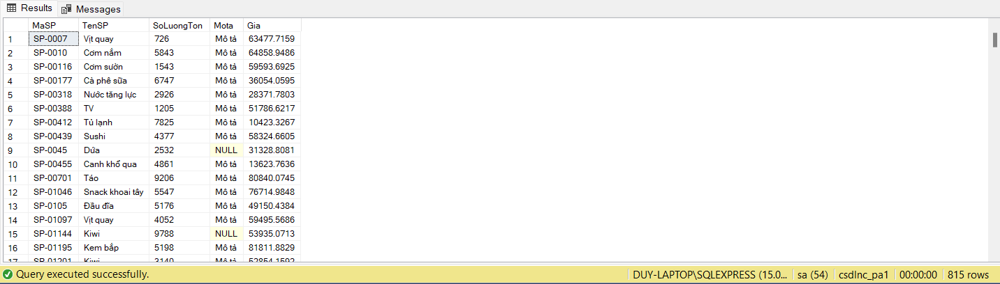 Results Messages
MaSP TenSP SoLuongTon Mota Gia
1 SP-0007 Vịt quay 726 Mô tả 63477.7159
2 SP-0010 Cơm nắm 5843 Mô tả 64858.9486
3 SP-00116 Cơm sườn 1543 Mô tả 59593.6925
4 SP-00177 Cà phê sữa 6747 Mô tả 36054.0595
5 SP-00318 Nước tăng lực 2926 Mô tả 28371.7803
6 SP-00388 TV 1205 Mô tả 51786.6217
7 SP-00412 Tủ lạnh 7825 Mô tả 10423.3267
8 SP-00439 Sushi 4377 Mô tả 58324.6605
9 SP-0045 Dứa 2532 NULL 31328.8081
10 SP-00455 Canh khổ qua 4861 Mô tả 13623.7636
11 SP-00701 Táo 9206 Mô tả 80840.0745
12 SP-01046 Snack khoai tây 5547 Mô tả 76714.9848
13 SP-0105 Đầu đĩa 5176 Mô tả 49150.4384
14 SP-01097 Vịt quay 4052 Mô tả 59495.5686
15 SP-01144 Kiwi 9788 NULL 53935.0713
16 SP-01195 Kem bắp 5198 Mô tả 81811.8829
17 SP-01201 Kiwi 3140 Mô tả 52854.1592
Query executed successfully. DUY-LAPTOP\SQLEXPRESS (15.0... sa (54) csdlnc_pa1 00:00:00 815 rows